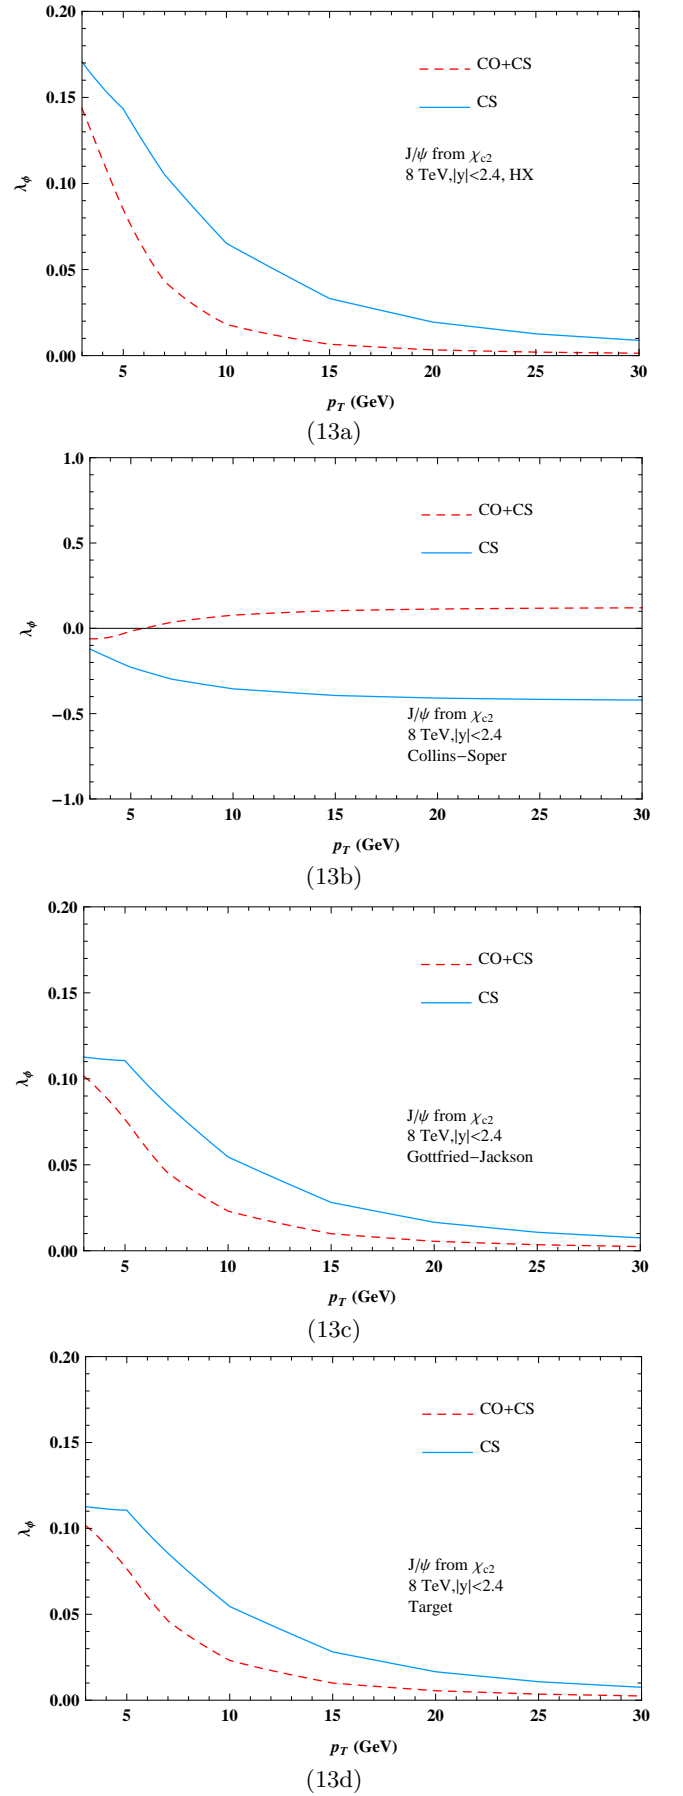 0.20
CO+CS
CS
0.15
J/ψ from χc2
8 TeV,|y|<2.4, HX
λϕ
0.10
0.05
0.00
5 10 15 20 25 30
pT (GeV)
(13a)
1.0
CO+CS
0.5
CS
λϕ
0.0
−0.5
J/ψ from χc2
8 TeV,|y|<2.4
Collins−Soper
−1.0
5 10 15 20 25 30
pT (GeV)
(13b)
0.20
CO+CS
CS
0.15
λϕ
0.10
J/ψ from χc2
8 TeV,|y|<2.4
Gottfried−Jackson
0.05
0.00
5 10 15 20 25 30
pT (GeV)
(13c)
0.20
CO+CS
CS
0.15
λϕ
0.10
J/ψ from χc2
8 TeV,|y|<2.4
Target
0.05
0.00
5 10 15 20 25 30
pT (GeV)
(13d)